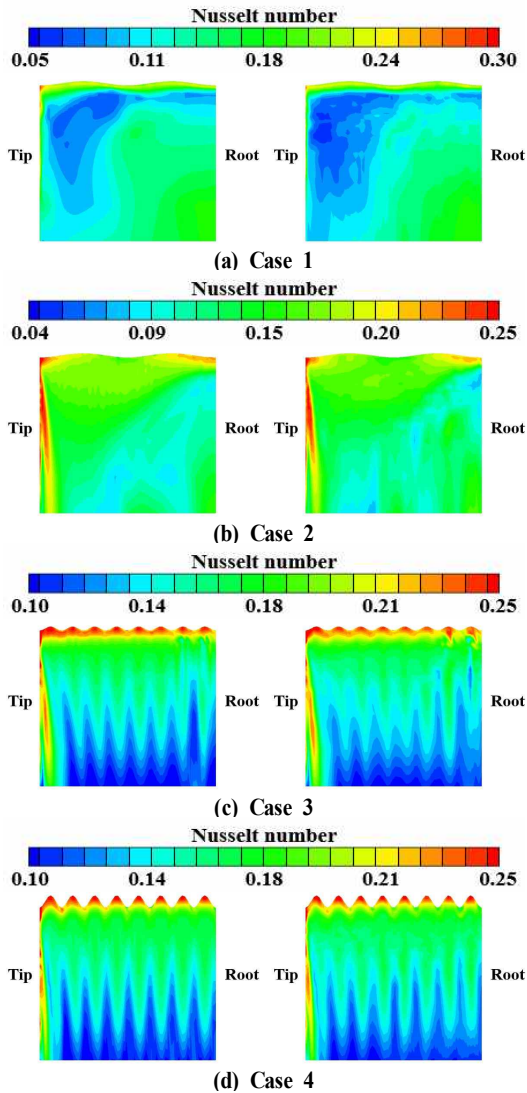 Nusselt number
0.05 0.11 0.18 0.24 0.30
Tip Root Tip Root
(a) Case 1
Nusselt number
0.04 0.09 0.15 0.20 0.25
Tip Root Tip Root
(b) Case 2
Nusselt number
0.10 0.14 0.18 0.21 0.25
Tip Root Tip Root
(c) Case 3
Nusselt number
0.10 0.14 0.18 0.21 0.25
Tip Root Tip Root
(d) Case 4